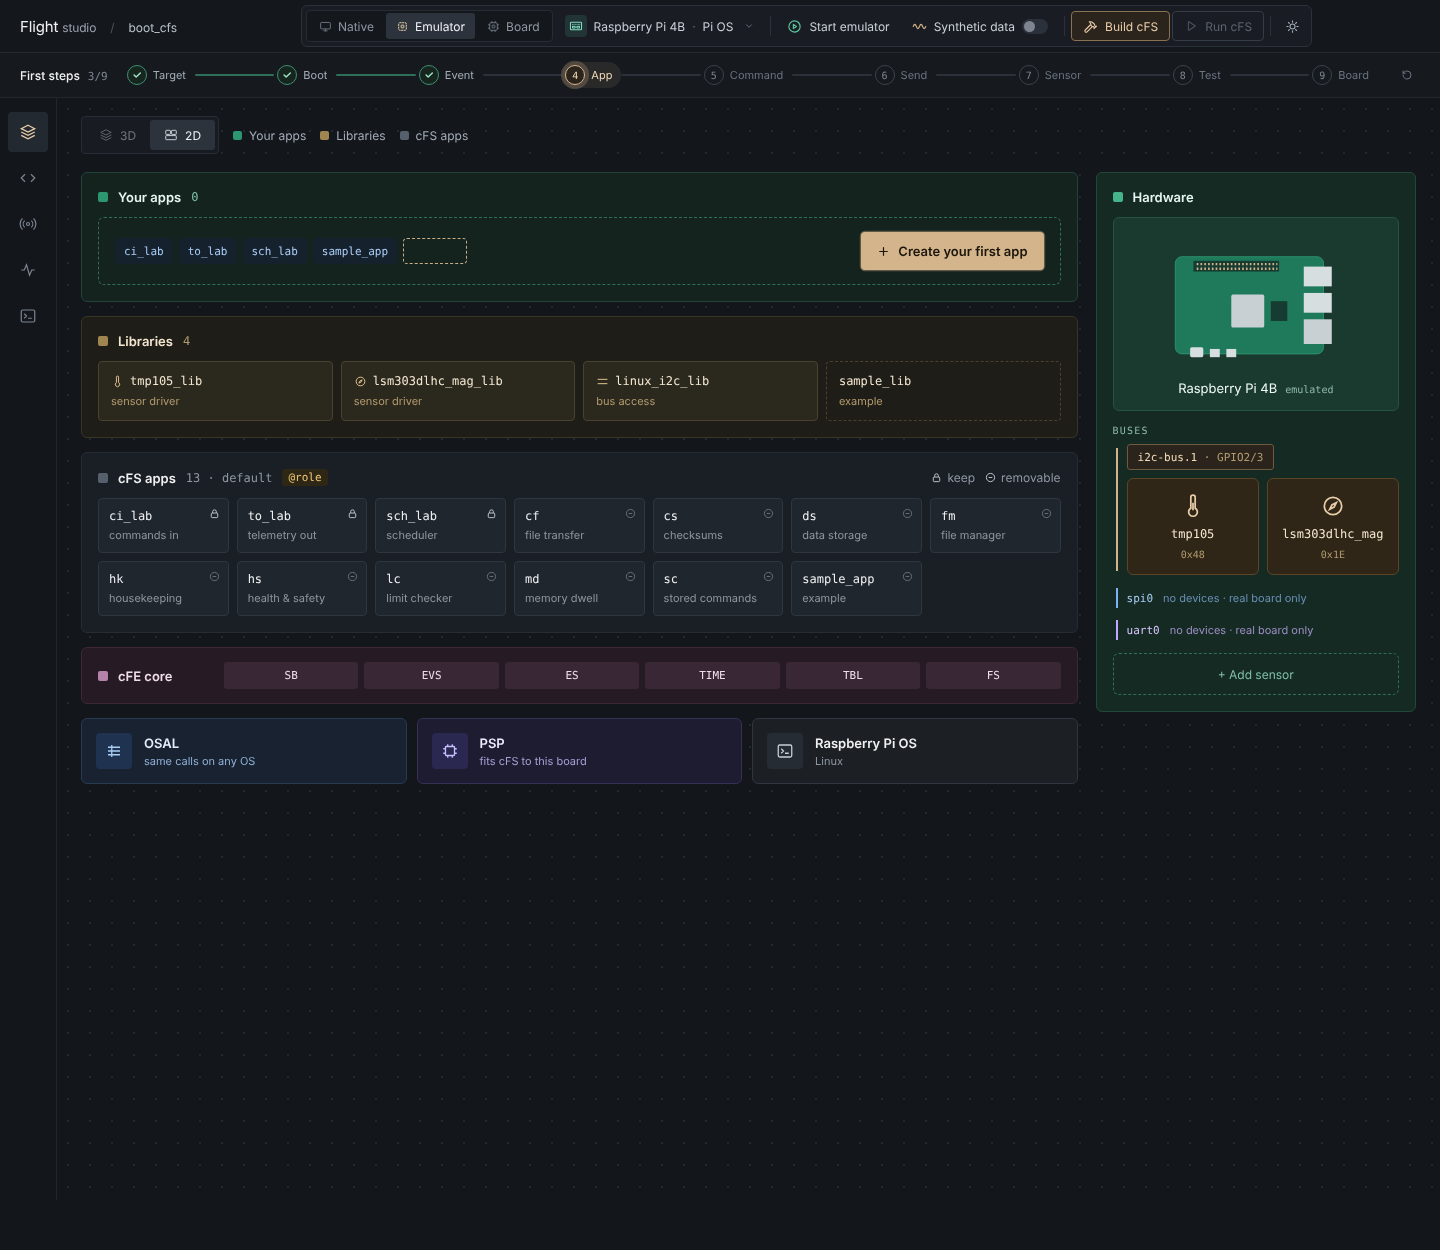 Flight studio / boot_cfs
Native Emulator Board Raspberry Pi 4B · Pi OS Start emulator Synthetic data Build cFS Run cFS
First steps 3/9 Target Boot Event 4 App 5 Command 6 Send 7 Sensor 8 Test 9 Board
3D 2D Your apps Libraries cFS apps
Your apps 0
ci_lab to_lab sch_lab sample_app + Create your first app
Libraries 4
tmp105_lib lsm303dlhc_mag_lib linux_i2c_lib sample_lib
sensor driver sensor driver bus access example
cFS apps 13 · default @role keep removable
ci_lab to_lab sch_lab cf cs ds fm
commands in telemetry out scheduler file transfer checksums data storage file manager
hk hs lc md sc sample_app
housekeeping health & safety limit checker memory dwell stored commands example
cFE core SB EVS ES TIME TBL FS
OSAL PSP Raspberry Pi OS
same calls on any OS fits cFS to this board Linux
Hardware
Raspberry Pi 4B emulated
BUSES
i2c-bus.1 · GPIO2/3
tmp105 lsm303dlhc_mag
0x48 0x1E
spi0 no devices · real board only
uart0 no devices · real board only
+ Add sensor